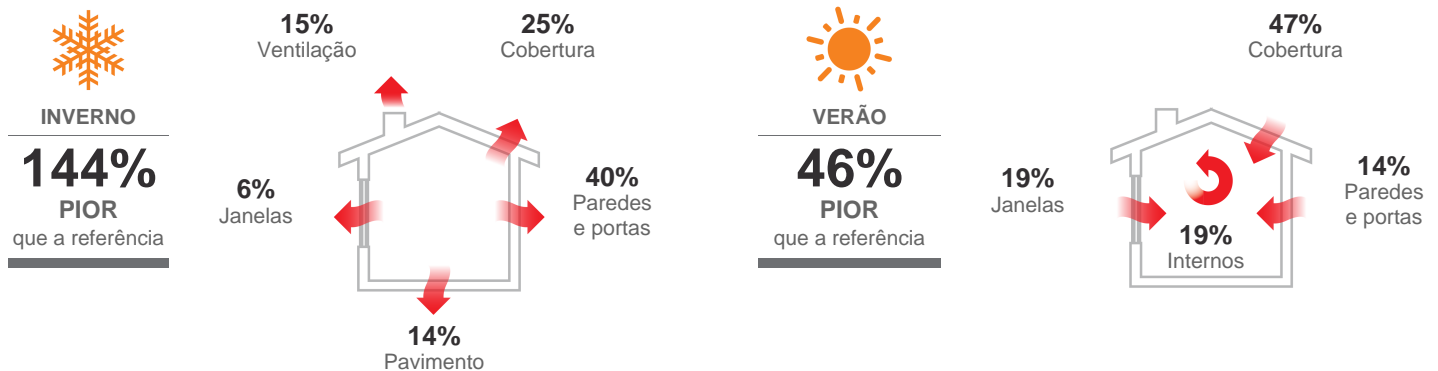 INVERNO
144%
PIOR
que a referência
15%
Ventilação
25%
Cobertura
6%
Janelas
40%
Paredes
e portas
14%
Pavimento
VERÃO
46%
PIOR
que a referência
47%
Cobertura
19%
Janelas
19%
Internos
14%
Paredes
e portas